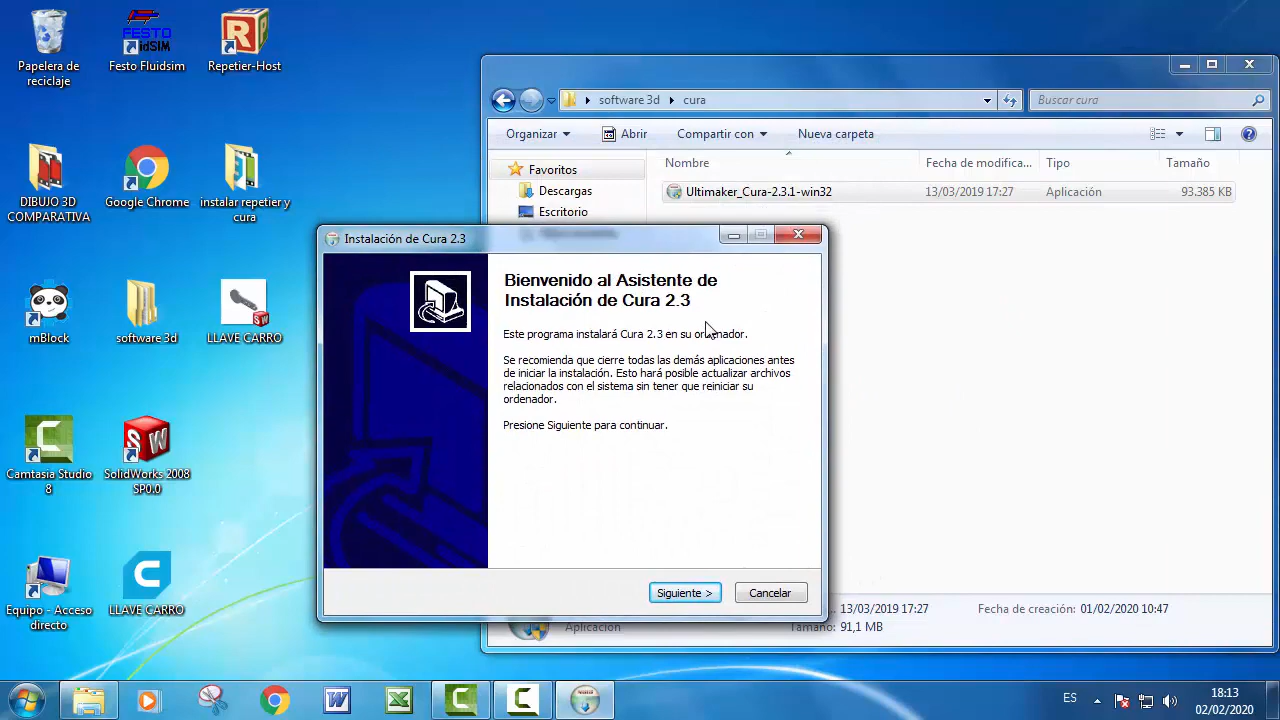 Papelera de
reciclaje
FESTO
idSIM
Festo Fluidsim
Repetier-Host
DIBUJO 3D
COMPARATIVA
Google Chrome
instalar repetier y
cura
mBlock
software 3d
LLAVE CARRO
Camtasia Studio
8
SolidWorks 2008
SP0.0
Equipo - Acceso
directo
LLAVE CARRO
software 3d
cura
Buscar cura
Organizar
Abrir
Compartir con
Nueva carpeta
Nombre
Fecha de modifica...
Tipo
Tamaño
Favoritos
Descargas
Escritorio
Ultimaker_Cura-2.3.1-win32
13/03/2019 17:27
Aplicación
93.385 KB
Instalación de Cura 2.3
Bienvenido al Asistente de
Instalación de Cura 2.3
Este programa instalará Cura 2.3 en su ordenador.
Se recomienda que cierre todas las demás aplicaciones antes
de iniciar la instalación. Esto hará posible actualizar archivos
relacionados con el sistema sin tener que reiniciar su
ordenador.
Presione Siguiente para continuar.
Siguiente >
Cancelar
13/03/2019 17:27
Fecha de creación: 01/02/2020 10:47
Aplicación
Tamaño: 91,1 MB
ES
18:13
02/02/2020